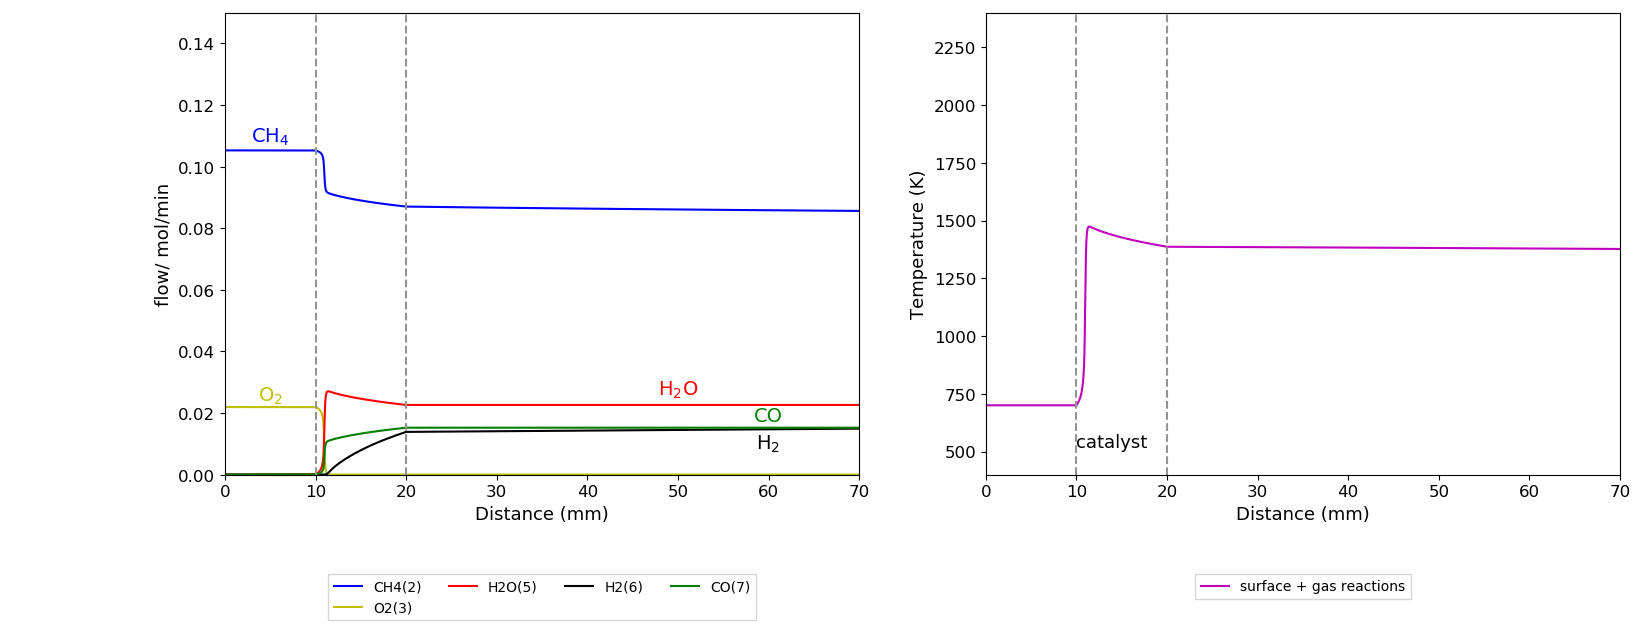 0.14
0.12
0.10
0.08
0.06
0.04
0.02
0.00
flow/ mol/min
CH4
O2
H2O
CO
H2
0 10 20 30 40 50 60 70
Distance (mm)
CH4(2) H2O(5) H2(6) CO(7)
O2(3)
2250
2000
1750
1500
1250
1000
750
500
Temperature (K)
catalyst
0 10 20 30 40 50 60 70
Distance (mm)
surface + gas reactions